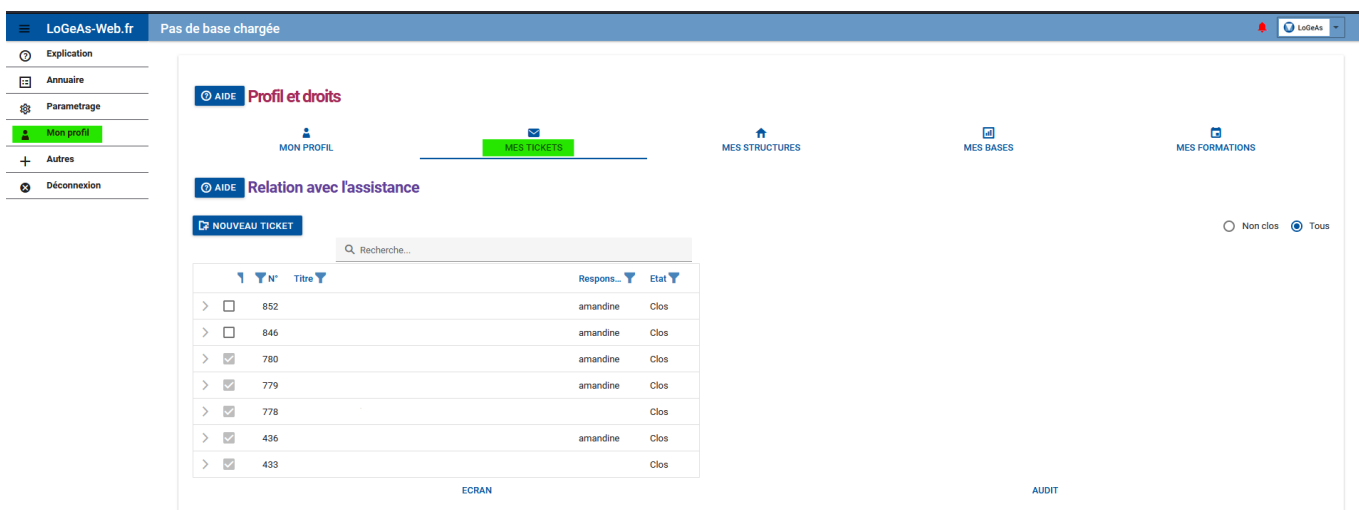 LoGeAs-Web.fr Pas de base chargée LoGeAs
Explication
Annuaire
Parametrage
Mon profil
Autres
Déconnexion
AIDE Profil et droits
MON PROFIL MES TICKETS MES STRUCTURES MES BASES MES FORMATIONS
AIDE Relation avec l'assistance
NOUVEAU TICKET Non clos Tous
Recherche...
N° Titre Respons... Etat
852 amandine Clos
846 amandine Clos
780 amandine Clos
779 amandine Clos
778 Clos
436 amandine Clos
433 Clos
ECRAN AUDIT